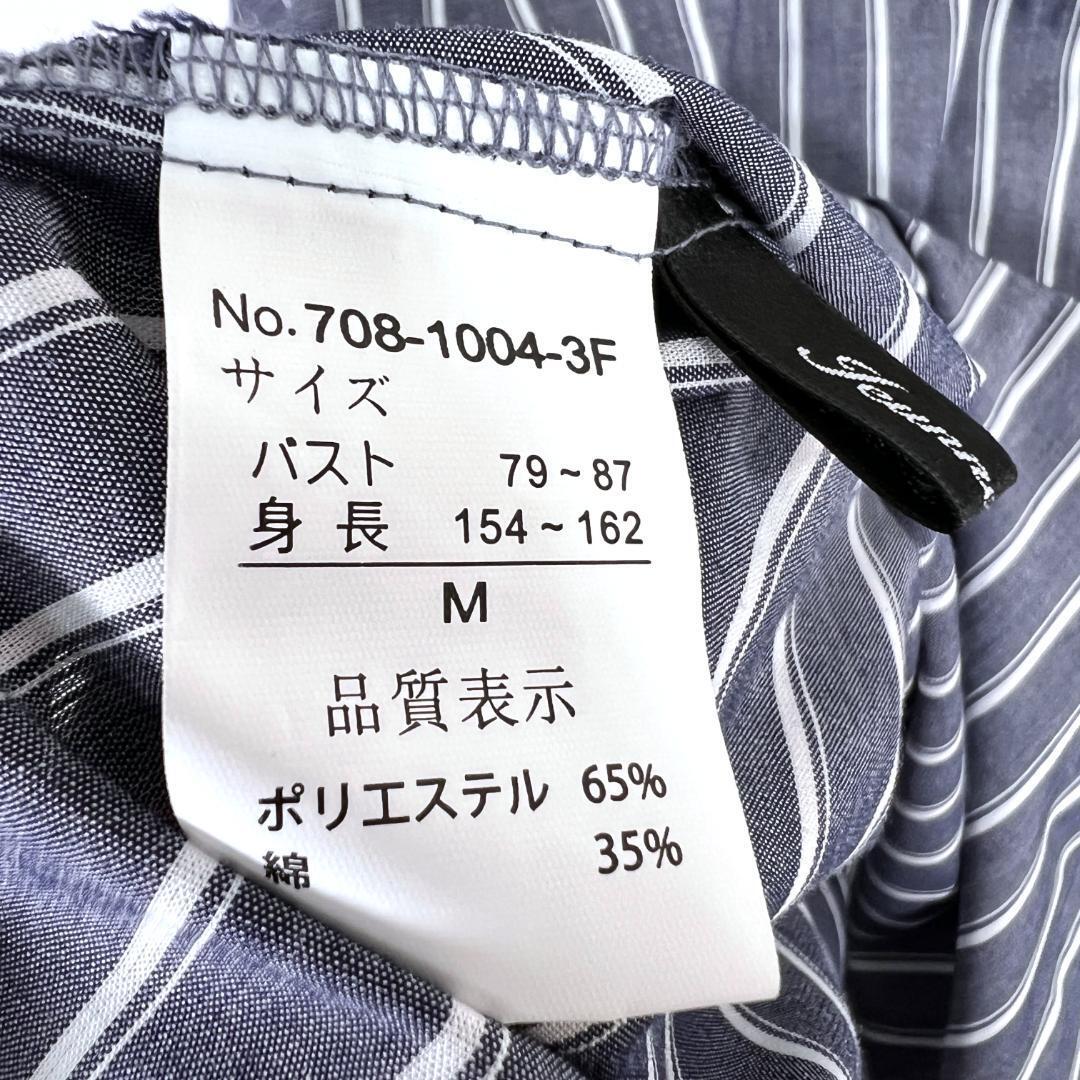 No.708-1004-3F
サイズ
バスト 79~87
身長 154~162
M
品質表示
ポリエステル 65%
綿 35%